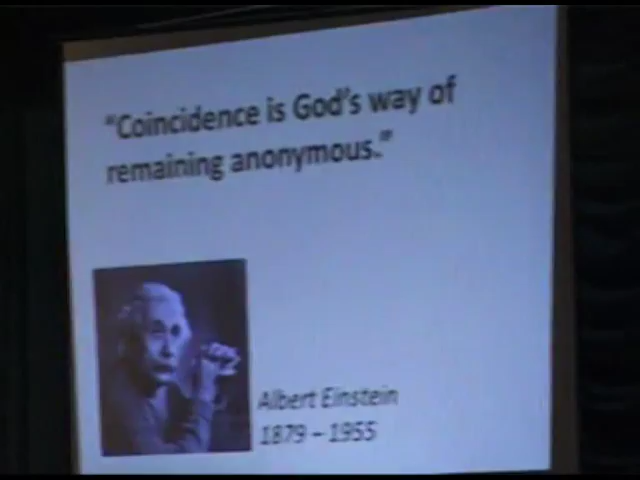 “Coincidence is God's way of
remaining anonymous.”
Albert Einstein
1879 – 1955